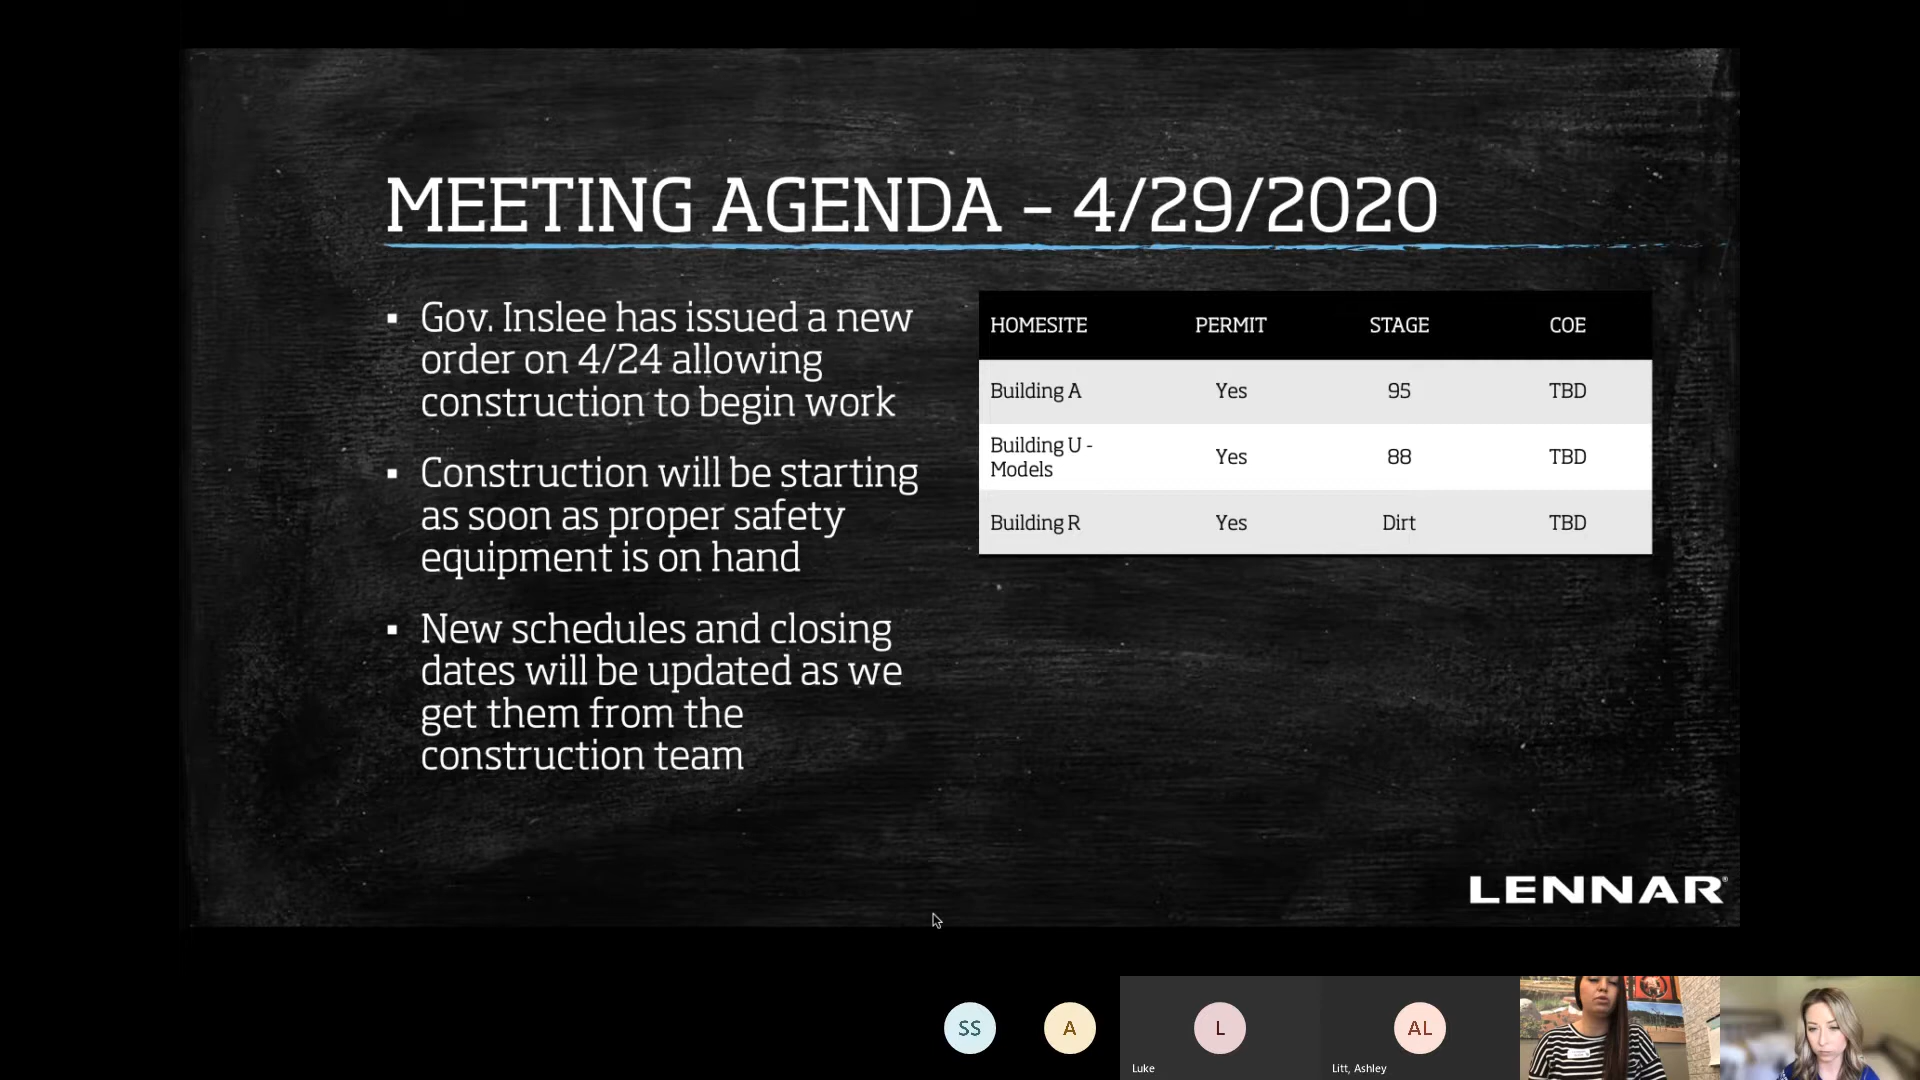 MEETING AGENDA – 4/29/2020
▪ Gov. Inslee has issued a new
order on 4/24 allowing
construction to begin work
▪ Construction will be starting
as soon as proper safety
equipment is on hand
▪ New schedules and closing
dates will be updated as we
get them from the
construction team
HOMESITE PERMIT STAGE COE
Building A Yes 95 TBD
Building U -
Models Yes 88 TBD
Building R Yes Dirt TBD
LENNAR®
SS A L AL
Luke Litt, Ashley